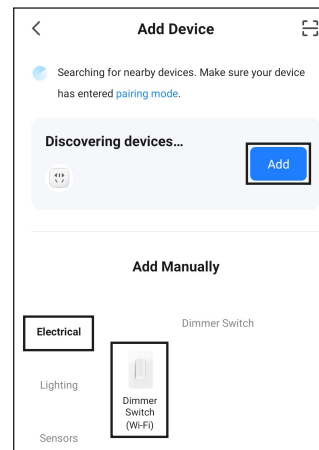 Add Device
Searching for nearby devices. Make sure your device
has entered pairing mode.
Discovering devices...
Add
Add Manually
Electrical
Dimmer Switch
Lighting
Dimmer
Switch
(Wi-Fi)
Sensors